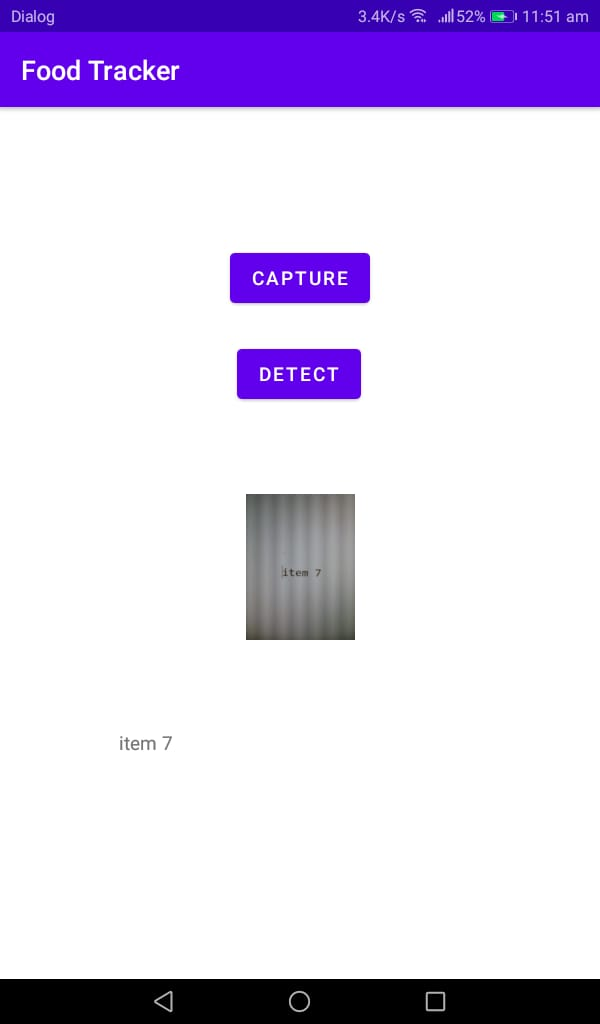 Dialog 3.4K/s 52% 11:51 am
Food Tracker
CAPTURE
DETECT
item 7
item 7